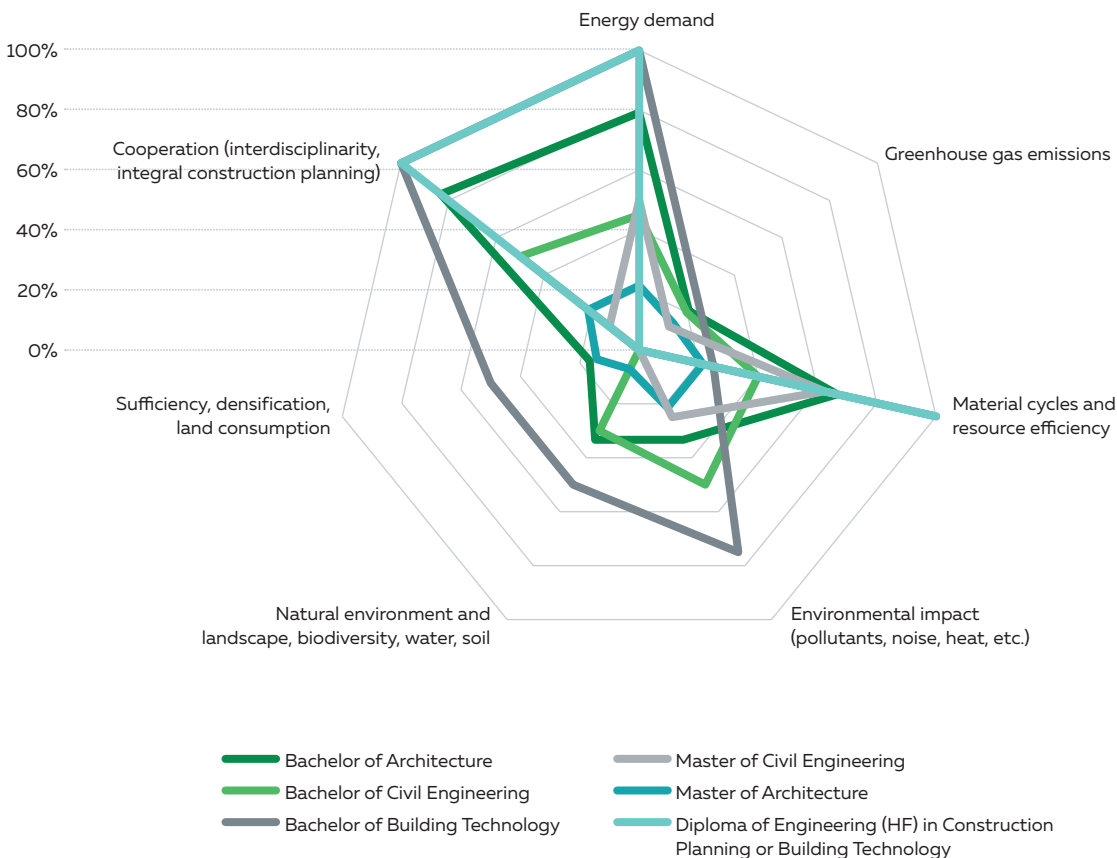 Energy demand
100%
80%
60%
40%
20%
0%
Cooperation (interdisciplinarity,
integral construction planning)
Greenhouse gas emissions
Sufficiency, densification,
land consumption
Material cycles and
resource efficiency
Natural environment and
landscape, biodiversity, water, soil
Environmental impact
(pollutants, noise, heat, etc.)
Bachelor of Architecture
Bachelor of Civil Engineering
Bachelor of Building Technology
Master of Civil Engineering
Master of Architecture
Diploma of Engineering (HF) in Construction
Planning or Building Technology